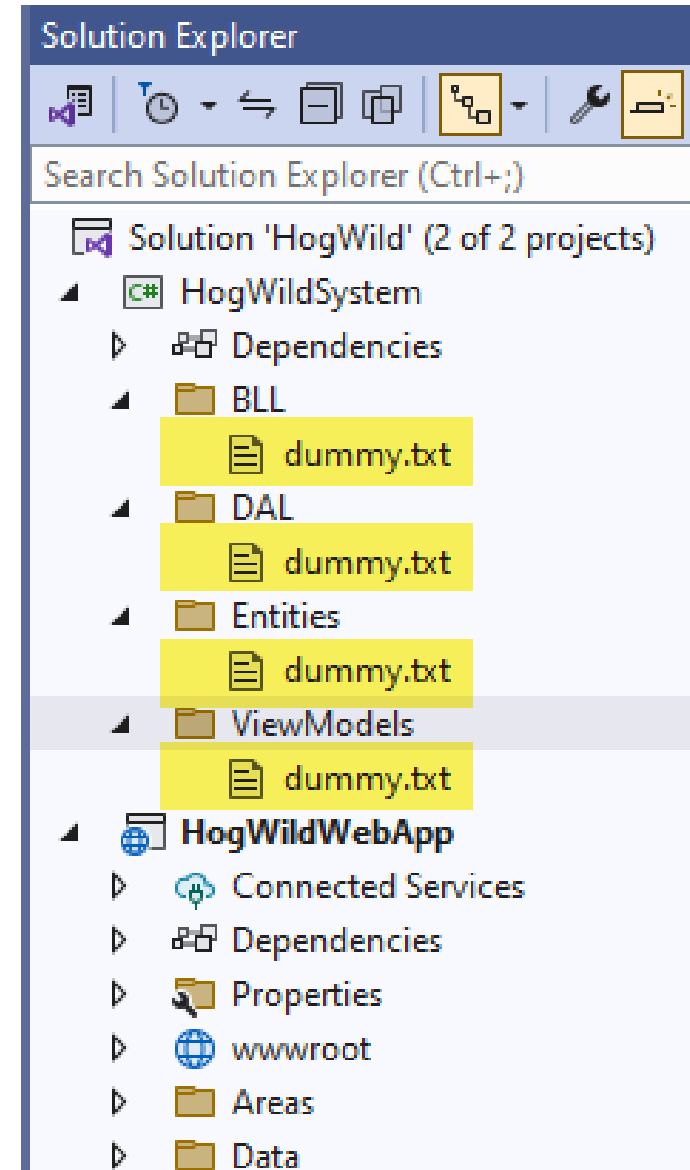 Solution Explorer
Search Solution Explorer (Ctrl+;)
Solution 'HogWild' (2 of 2 projects)
C# HogWildSystem
Dependencies
BLL
dummy.txt
DAL
dummy.txt
Entities
dummy.txt
ViewModels
dummy.txt
HogWildWebApp
Connected Services
Dependencies
Properties
wwwroot
Areas
Data